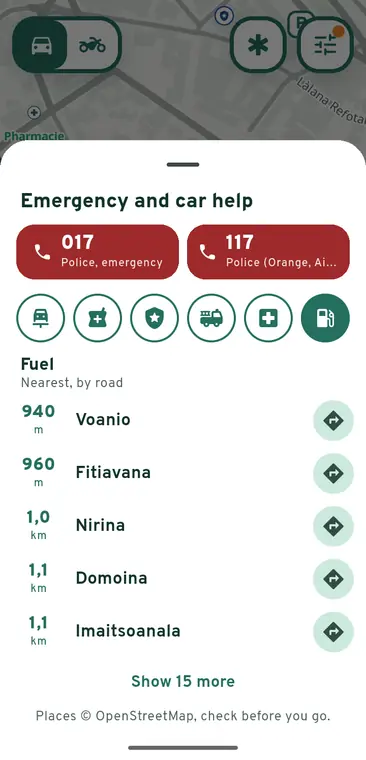 P
Làlana Refotak
Pharmacie
Emergency and car help
017
Police, emergency
117
Police (Orange, Ai...
Fuel
Nearest, by road
940
m
Voanio
960
m
Fitiavana
1,0
km
Nirina
1,1
km
Domoina
1,1
km
Imaitsoanala
Show 15 more
Places © OpenStreetMap, check before you go.